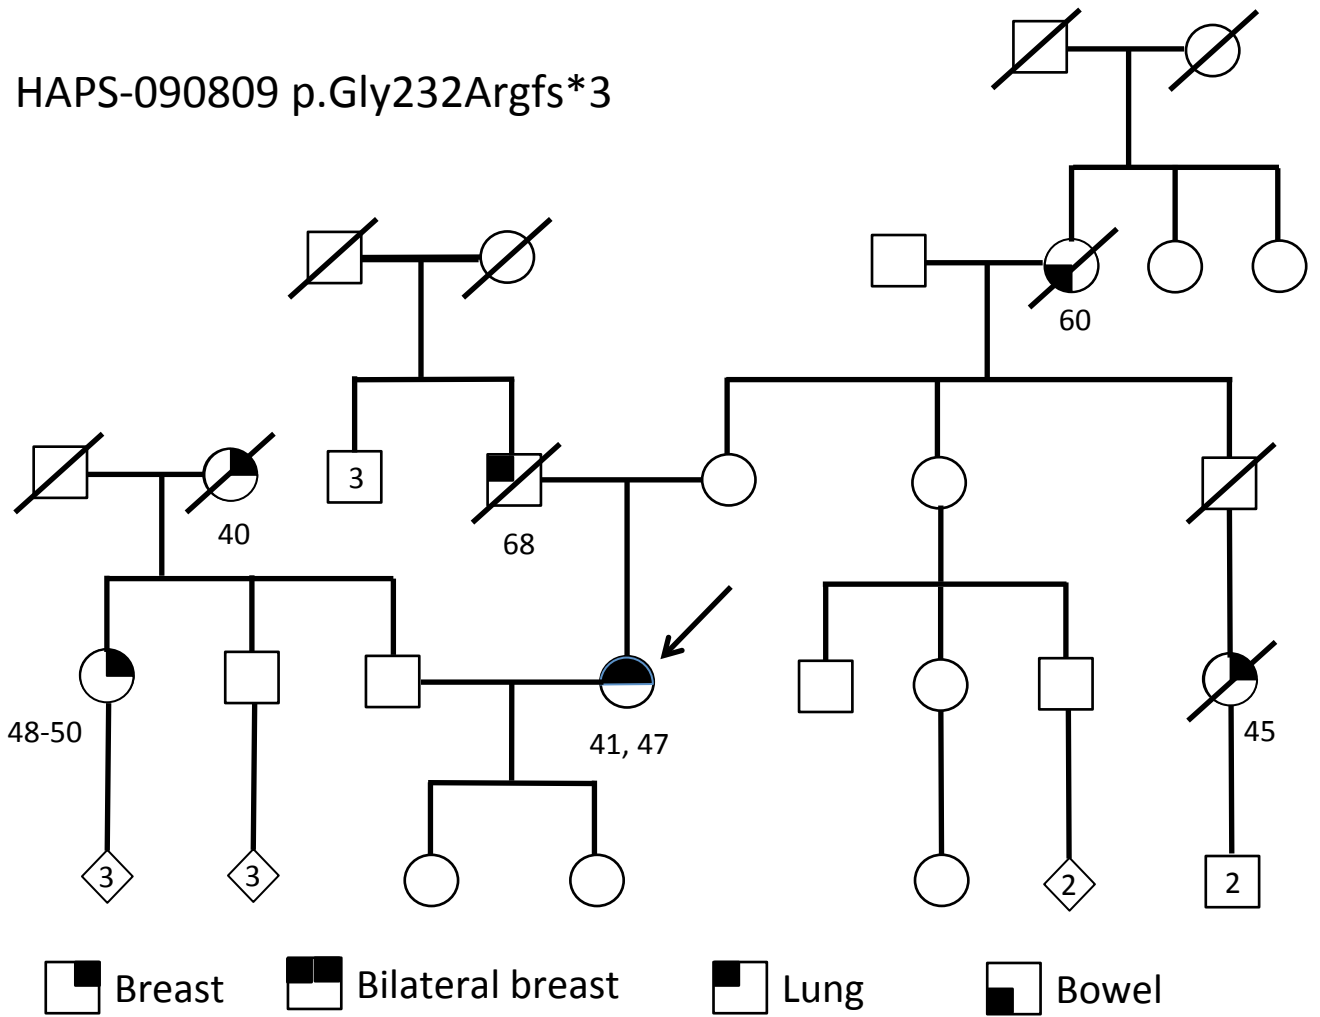 HAPS-090809 p.Gly232Argfs*3
60
3
40
68
48-50
41, 47
45
3
3
2
2
Breast
Bilateral breast
Lung
Bowel